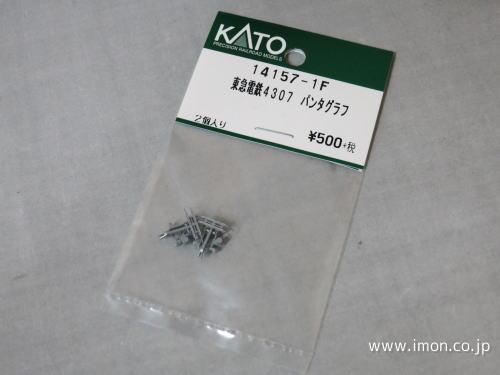 KATO
PRECISION RAILROAD MODELS
14157-1F
東急電鉄4307 パンタグラフ
2個入り
¥500+税
www.imon.co.jp